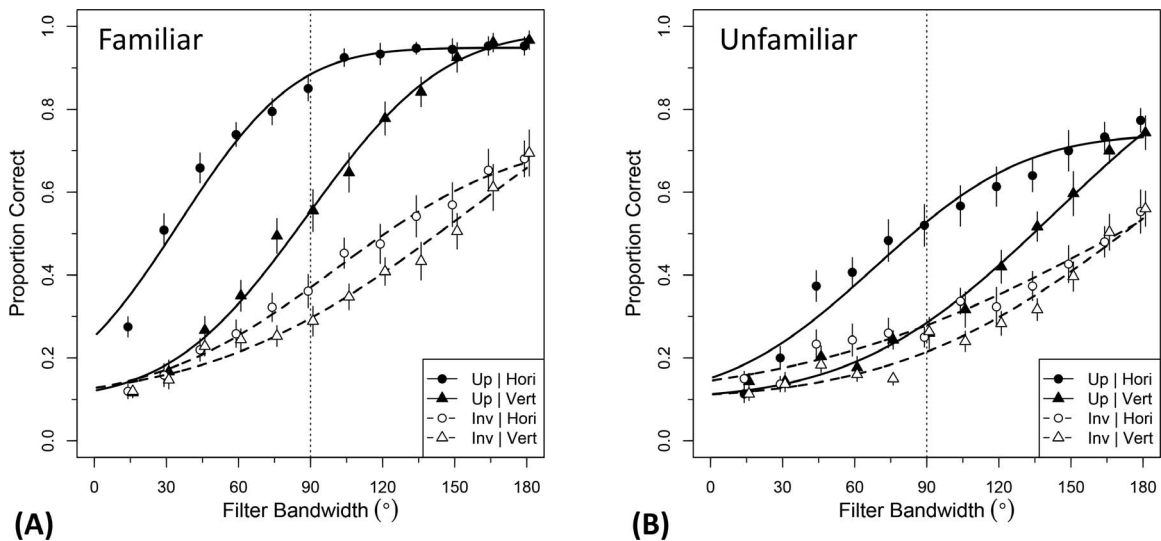 Familiar
Proportion Correct
1.0
0.8
0.6
0.4
0.2
0.0
Up | Hori
Up | Vert
Inv | Hori
Inv | Vert
0 30 60 90 120 150 180
Filter Bandwidth (°)
(A)
Unfamiliar
Proportion Correct
1.0
0.8
0.6
0.4
0.2
0.0
Up | Hori
Up | Vert
Inv | Hori
Inv | Vert
0 30 60 90 120 150 180
Filter Bandwidth (°)
(B)